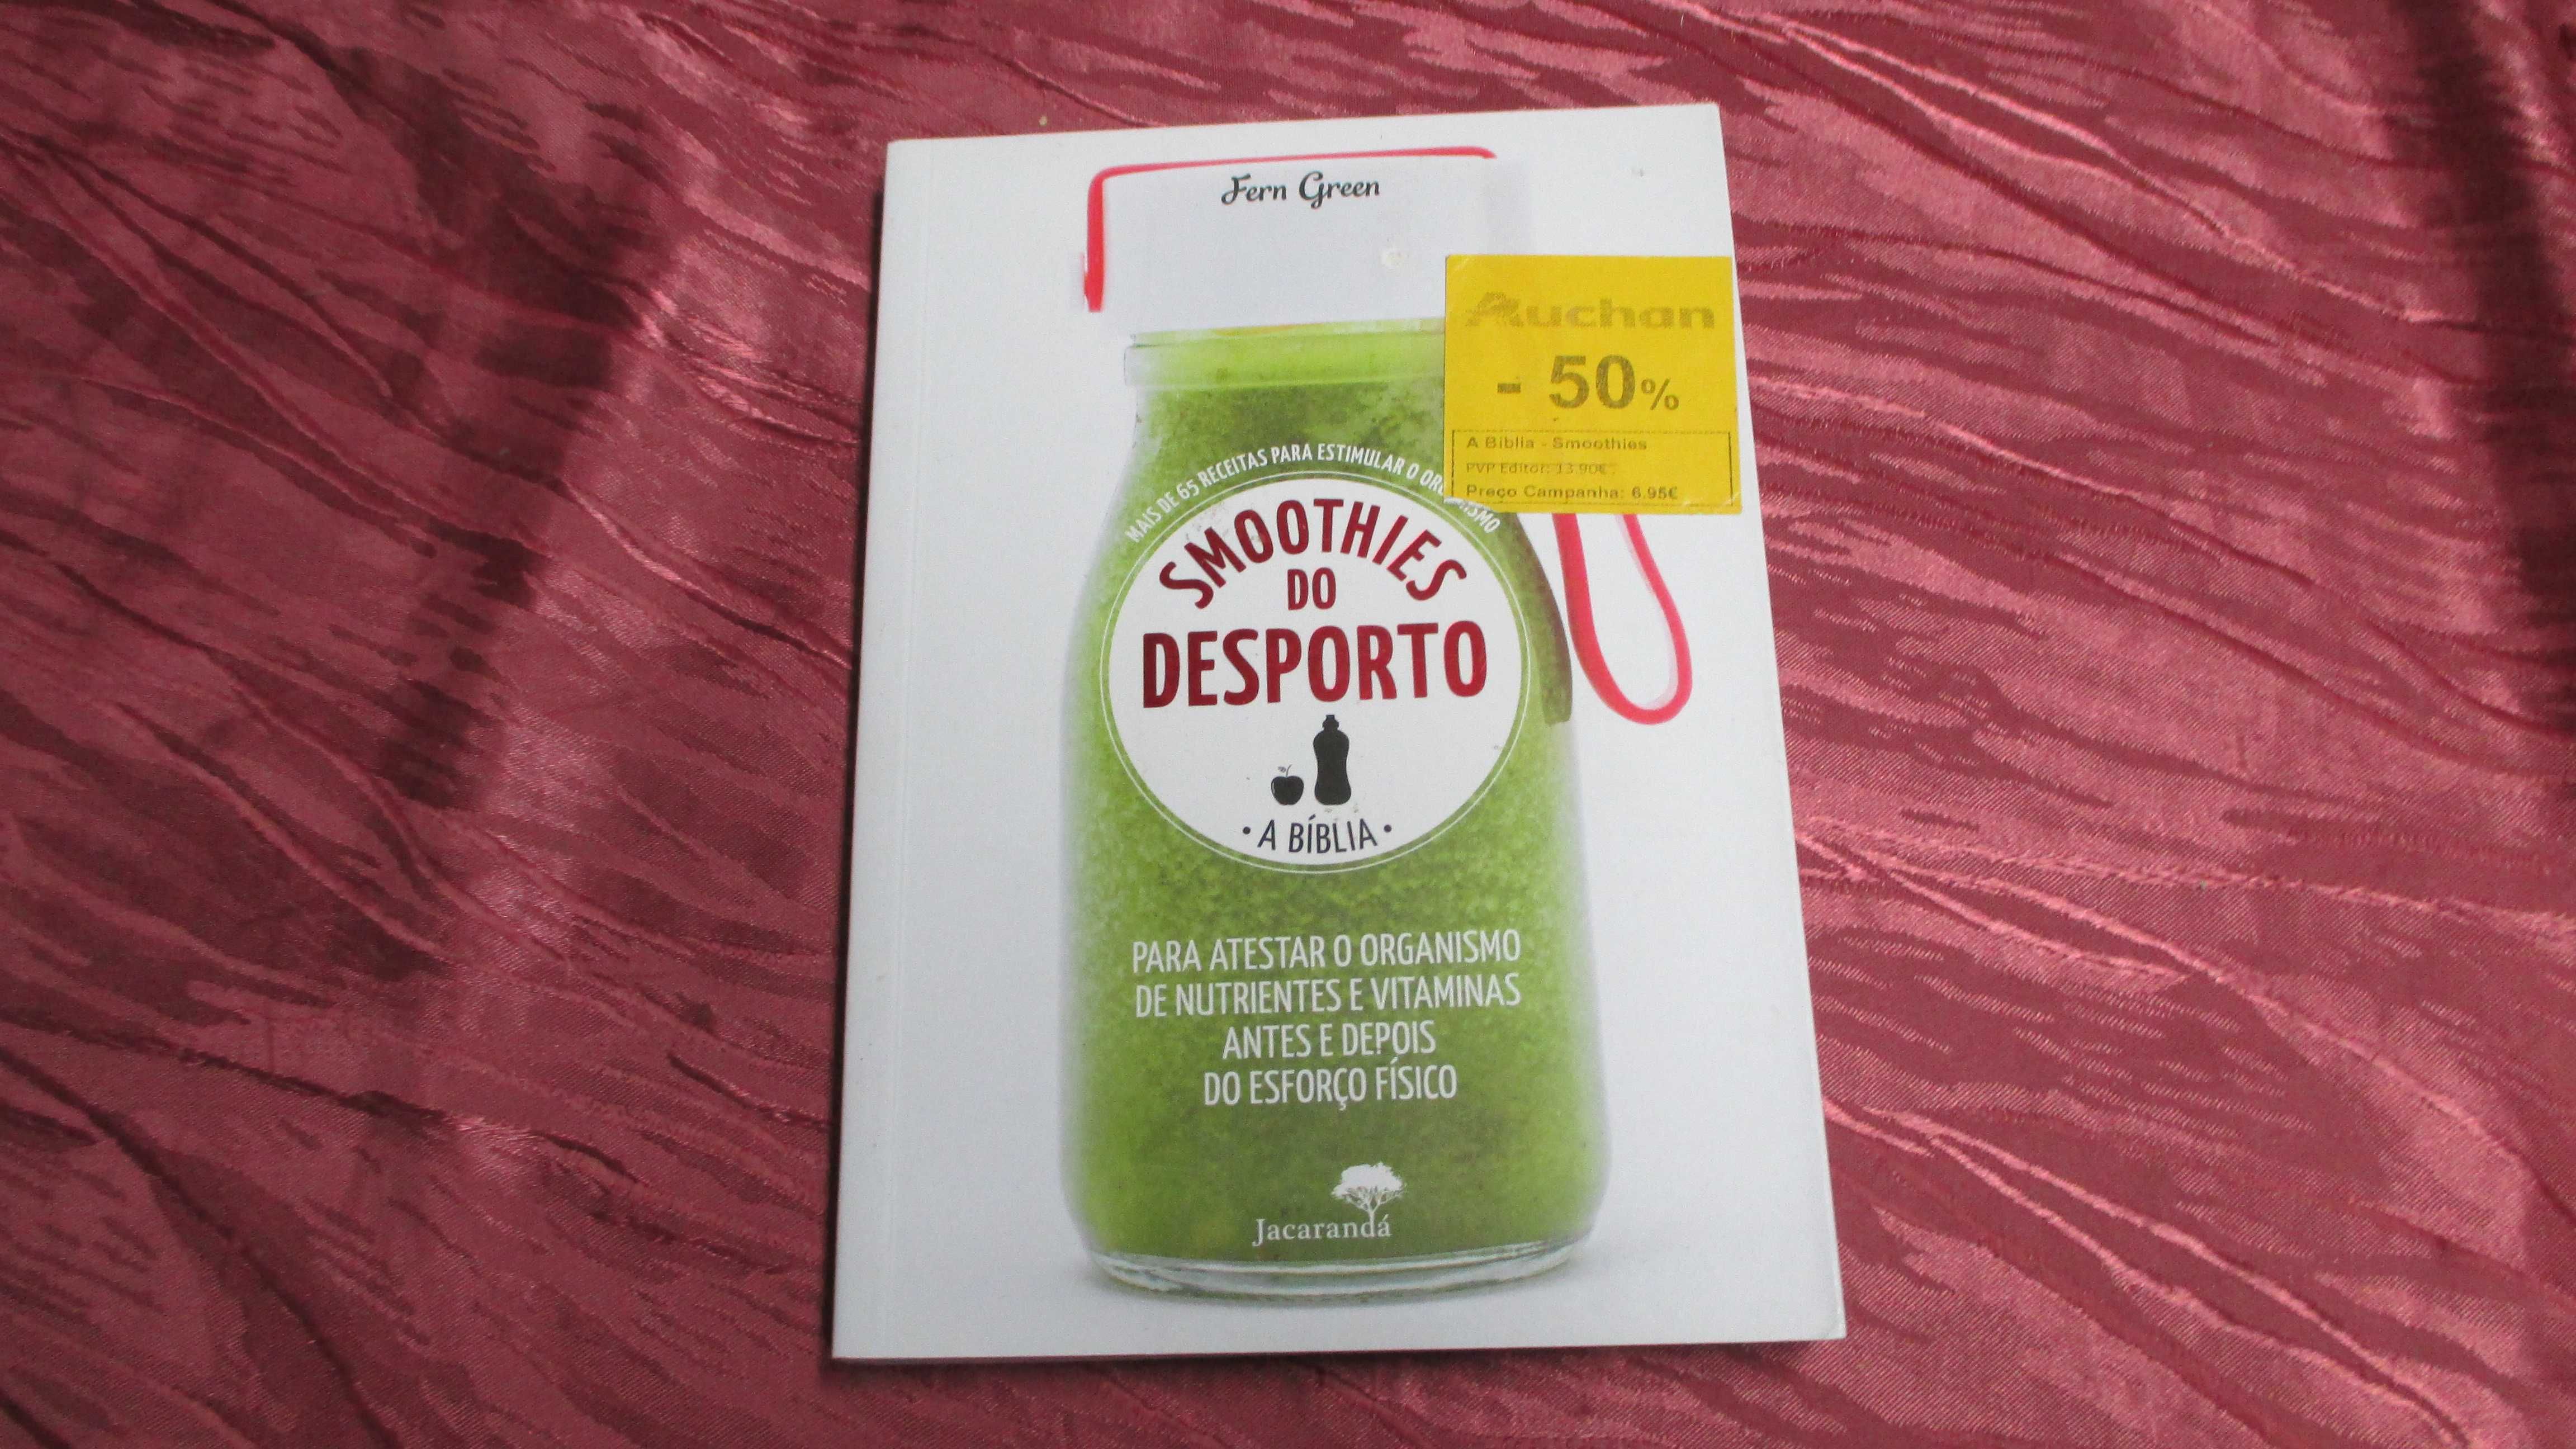 Fern Green
Auchan
- 50%
A Bíblia - Smoothies
PVP Editor: 13.90€
Preço Campanha: 6.95€
MAIS DE 65 RECEITAS PARA ESTIMULAR O
SMOOTHIES
DO
DESPORTO
• A BÍBLIA •
PARA ATESTAR O ORGANISMO
DE NUTRIENTES E VITAMINAS
ANTES E DEPOIS
DO ESFORÇO FÍSICO
Jacarandá